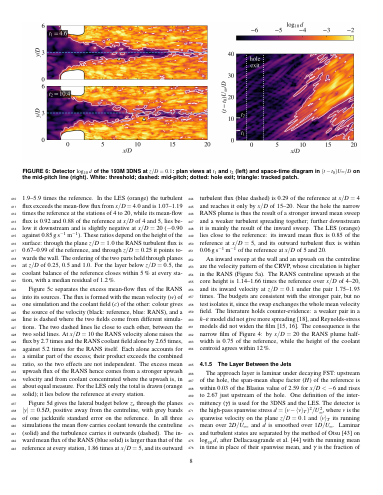 log₁₀ d
−6 −5 −4 −3 −2
6
3
0
y/D
t₁ = 4.6
6
3
0
y/D
t₂ = 10.4
0 5 10 15 20
x/D
40
30
20
10
0
hole
exit
0 5 10 15 20
x/D
FIGURE 6: Detector log₁₀ d of the 193M 3DNS at z/D = 0.1: plan views at t₁ and t₂ (left) and space-time diagram in (t − t₀)U∞/D on
the mid-pitch line (right). White: threshold; dashed: mid-pitch; dotted: hole exit; triangle: tracked patch.
1.9–5.9 times the reference. In the LES (orange) the turbulent
flux exceeds the mean-flow flux from x/D = 4.0 and is 1.07–1.19
times the reference at the stations of 4 to 20, while its mean-flow
flux is 0.92 and 0.88 of the reference at x/D of 4 and 5, lies be-
low it downstream and is slightly negative at x/D = 20 (−0.90
against 0.85 g s⁻¹ m⁻¹). These ratios depend on the height of the
surface: through the plane z/D = 1.0 the RANS turbulent flux is
0.67–0.99 of the reference, and through z/D = 0.25 it points to-
wards the wall. The ordering of the two parts held through planes
at z/D of 0.25, 0.5 and 1.0. For the layer below z/D = 0.5, the
coolant balance of the reference closes within 5 % at every sta-
tion, with a median residual of 1.2 %.
Figure 5c separates the excess mean-flow flux of the RANS
into its sources. The flux is formed with the mean velocity (w) of
one simulation and the coolant field (c) of the other: colour gives
the source of the velocity (black: reference, blue: RANS), and a
line is dashed where the two fields come from different simula-
tions. The two dashed lines lie close to each other, between the
two solid lines. At x/D = 10 the RANS velocity alone raises the
flux by 2.7 times and the RANS coolant field alone by 2.65 times,
against 5.2 times for the RANS itself. Each alone accounts for
a similar part of the excess; their product exceeds the combined
ratio, so the two effects are not independent. The excess mean
upwash flux of the RANS hence comes from a stronger upwash
velocity and from coolant concentrated where the upwash is, in
about equal measure. For the LES only the total is drawn (orange
solid); it lies below the reference at every station.
Figure 5d gives the lateral budget below z₀ through the planes
|y| = 0.5D, positive away from the centreline, with grey bands
of one jackknife standard error on the reference. In all three
simulations the mean flow carries coolant towards the centreline
(solid) and the turbulence carries it outwards (dashed). The in-
ward mean flux of the RANS (blue solid) is larger than that of the
reference at every station, 1.86 times at x/D = 5, and its outward
turbulent flux (blue dashed) is 0.29 of the reference at x/D = 4
and reaches it only by x/D of 15–20. Near the hole the narrow
RANS plume is thus the result of a stronger inward mean sweep
and a weaker turbulent spreading together; further downstream
it is mainly the result of the inward sweep. The LES (orange)
lies close to the reference: its inward mean flux is 0.85 of the
reference at x/D = 5, and its outward turbulent flux is within
0.06 g s⁻¹ m⁻¹ of the reference at x/D of 5 and 20.
An inward sweep at the wall and an upwash on the centreline
are the velocity pattern of the CRVP, whose circulation is higher
in the RANS (Figure 5a). The RANS centreline upwash at the
core height is 1.14–1.66 times the reference over x/D of 4–20,
and its inward velocity at z/D = 0.1 under the pair 1.75–1.93
times. The budgets are consistent with the stronger pair, but no
test isolates it, since the swap exchanges the whole mean velocity
field. The literature holds counter-evidence: a weaker pair in a
k–ε model did not give more spreading [18], and Reynolds-stress
models did not widen the film [15, 16]. The consequence is the
narrow film of Figure 4: by x/D = 20 the RANS plume half-
width is 0.75 of the reference, while the height of the coolant
centroid agrees within 12 %.
4.1.5 The Layer Between the Jets
The approach layer is laminar under decaying FST: upstream
of the hole, the span-mean shape factor (H) of the reference is
within 0.03 of the Blasius value of 2.59 for x/D < −6 and rises
to 2.67 just upstream of the hole. One definition of the inter-
mittency (γ) is used for the 3DNS and the LES. The detector is
the high-pass spanwise stress d = (v − ⟨v⟩ₜ)²/U²∞, where v is the
spanwise velocity on the plane z/D = 0.1 and ⟨v⟩ₜ its running
mean over 2D/U∞, and d is smoothed over 1D/U∞. Laminar
and turbulent states are separated by the method of Otsu [43] on
log₁₀ d, after Dellacasagrande et al. [44] with the running mean
in time in place of their spanwise mean, and γ is the fraction of
8